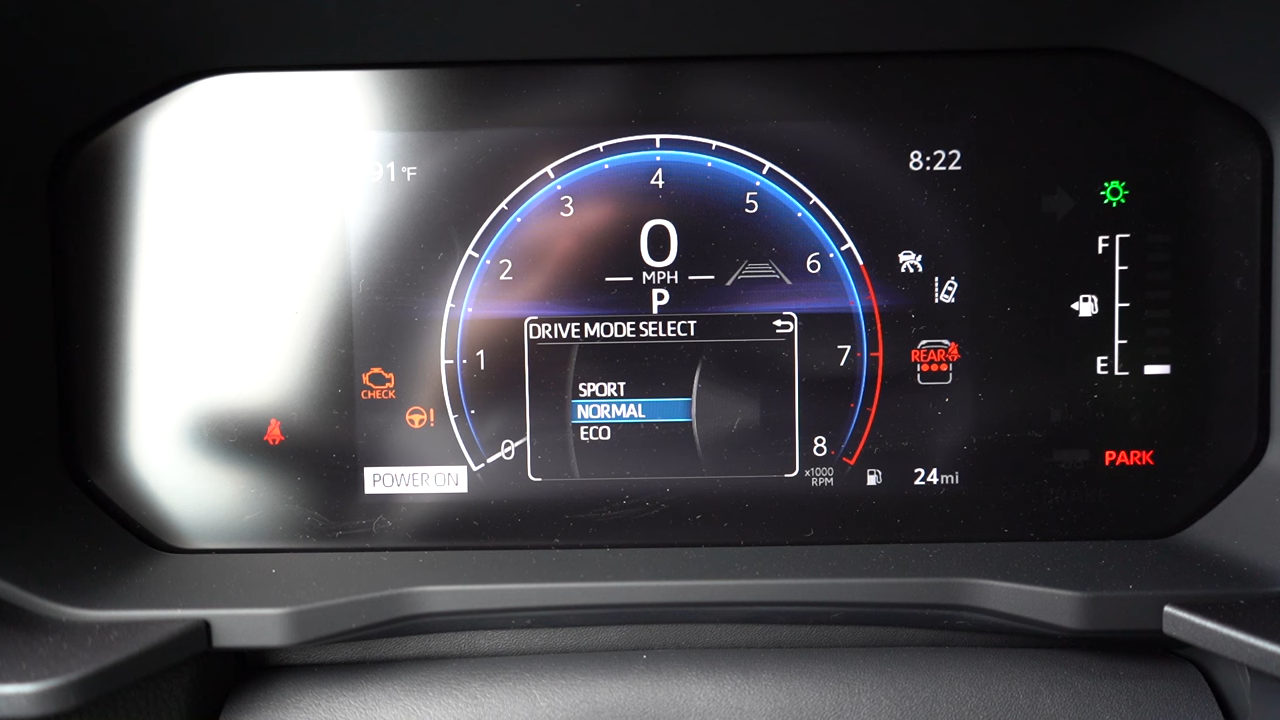 91°F
8:22
4
3
5
2
0
6
MPH
P
F
DRIVE MODE SELECT
1
7
REAR
E
SPORT
CHECK
NORMAL
!
ECO
0
8
PARK
POWER ON
x1000
RPM
24mi